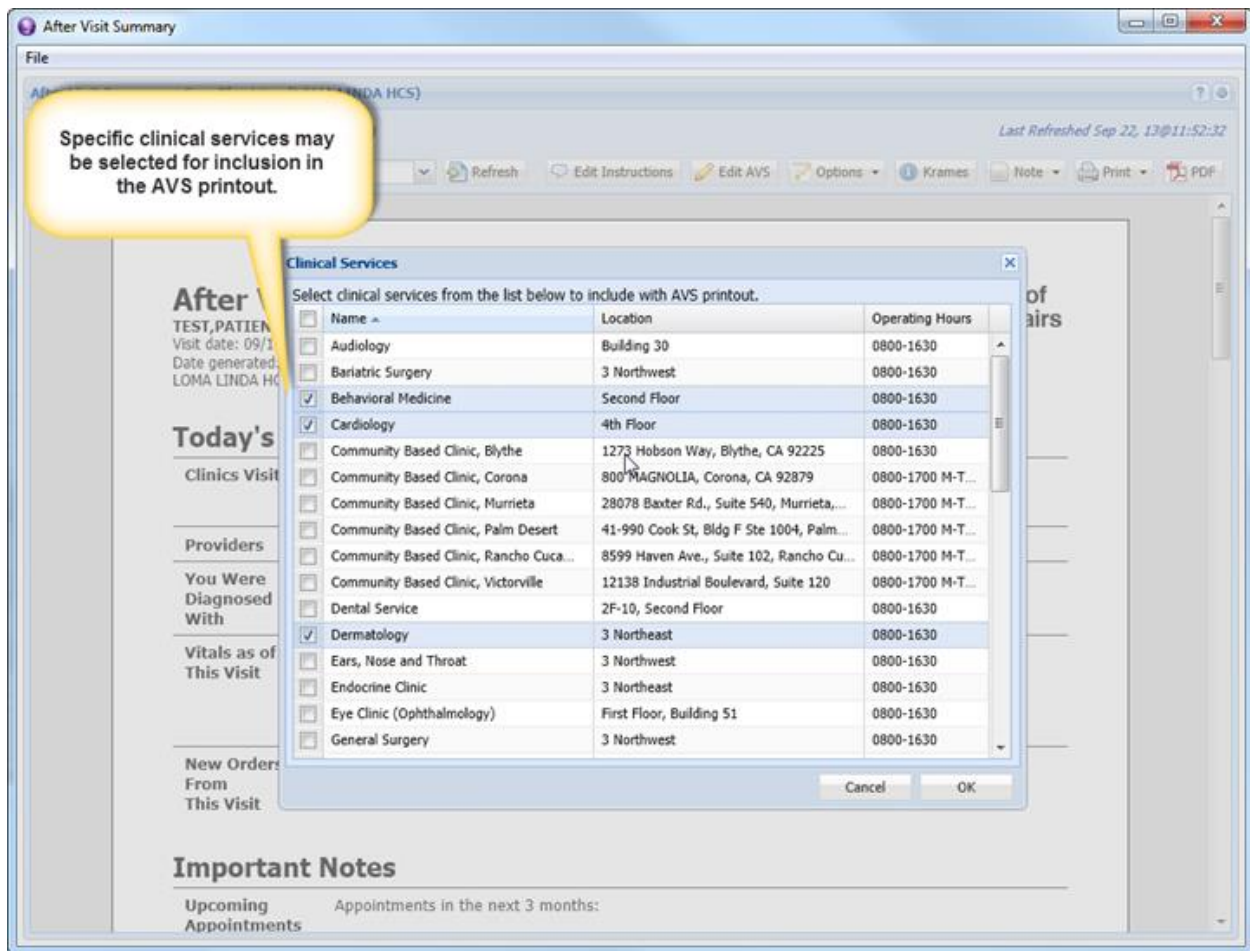 After Visit Summary
File
LINDA HCS)
Specific clinical services may
be selected for inclusion in
the AVS printout.
Last Refreshed Sep 22, 13@11:52:32
Refresh Edit Instructions Edit AVS Options Krames Note Print PDF
After
of
airs
TEST,PATIEN
Visit date: 09/1
Date generated:
LOMA LINDA HC
Clinical Services
Select clinical services from the list below to include with AVS printout.
Name Location Operating Hours
Audiology Building 30 0800-1630
Bariatric Surgery 3 Northwest 0800-1630
Behavioral Medicine Second Floor 0800-1630
Cardiology 4th Floor 0800-1630
Community Based Clinic, Blythe 1273 Hobson Way, Blythe, CA 92225 0800-1630
Community Based Clinic, Corona 800 MAGNOLIA, Corona, CA 92879 0800-1700 M-T...
Community Based Clinic, Murrieta 28078 Baxter Rd., Suite 540, Murrieta,... 0800-1700 M-T...
Community Based Clinic, Palm Desert 41-990 Cook St, Bldg F Ste 1004, Palm... 0800-1700 M-T...
Community Based Clinic, Rancho Cuca... 8599 Haven Ave., Suite 102, Rancho Cu... 0800-1700 M-T...
Community Based Clinic, Victorville 12138 Industrial Boulevard, Suite 120 0800-1700 M-T...
Dental Service 2F-10, Second Floor 0800-1630
Dermatology 3 Northeast 0800-1630
Ears, Nose and Throat 3 Northwest 0800-1630
Endocrine Clinic 3 Northeast 0800-1630
Eye Clinic (Ophthalmology) First Floor, Building 51 0800-1630
General Surgery 3 Northwest 0800-1630
Cancel OK
Today's
Clinics Visit
Providers
You Were
Diagnosed
With
Vitals as of
This Visit
New Orders
From
This Visit
Important Notes
Upcoming Appointments in the next 3 months:
Appointments